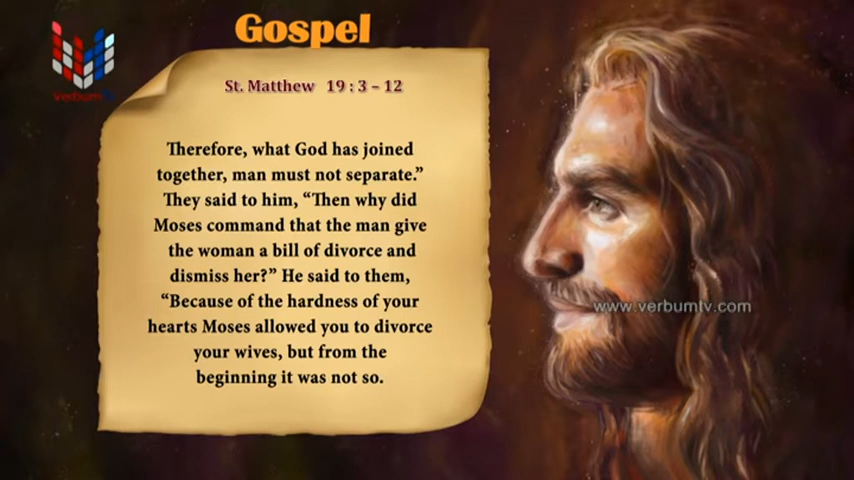 Gospel
VerbumTV
St. Matthew 19 : 3 – 12
Therefore, what God has joined
together, man must not separate.”
They said to him, “Then why did
Moses command that the man give
the woman a bill of divorce and
dismiss her?” He said to them,
“Because of the hardness of your
hearts Moses allowed you to divorce
your wives, but from the
beginning it was not so.
www.verbumtv.com